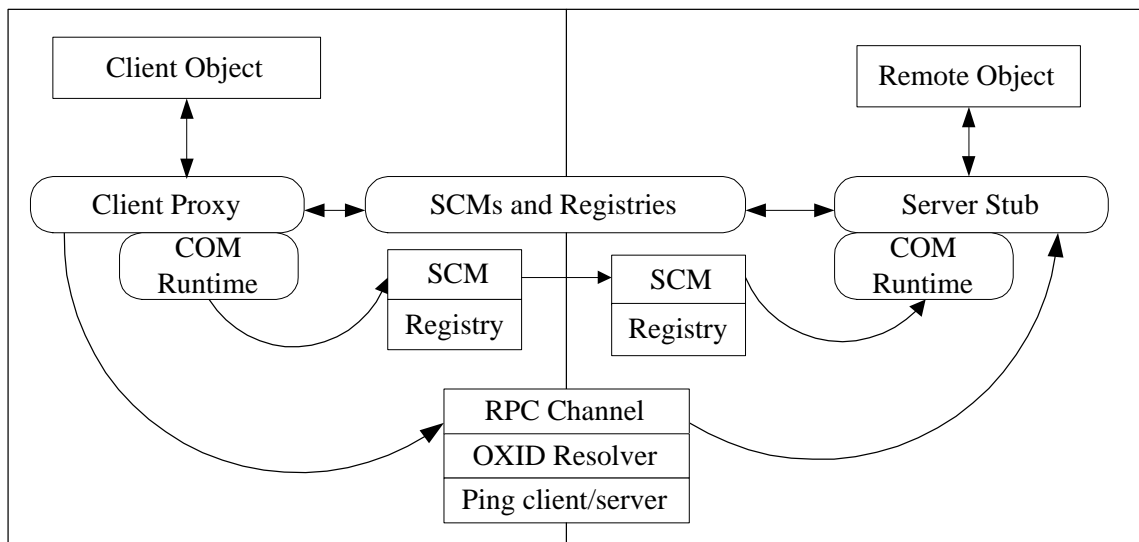 Client Object
Remote Object
Client Proxy
SCMs and Registries
Server Stub
COM
Runtime
COM
Runtime
SCM
Registry
SCM
Registry
RPC Channel
OXID Resolver
Ping client/server